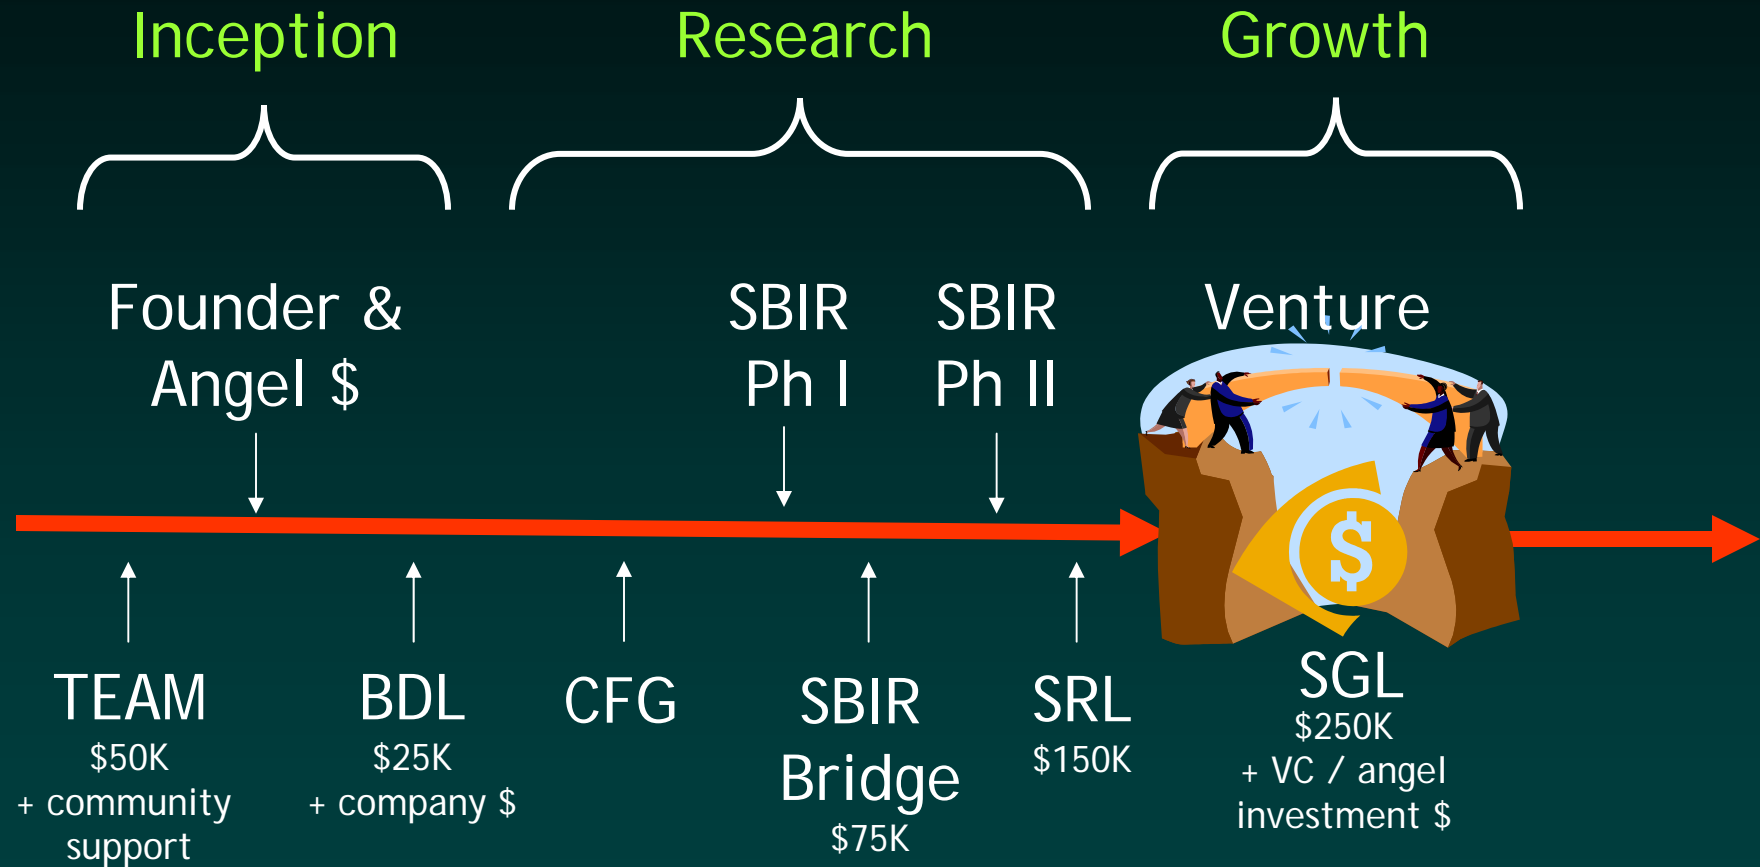 Inception
Research
Growth
Founder &
Angel $
SBIR
Ph I
SBIR
Ph II
Venture
$
TEAM
$50K
+ community
support
BDL
$25K
+ company $
CFG
SBIR
Bridge
$75K
SRL
$150K
SGL
$250K
+ VC / angel
investment $